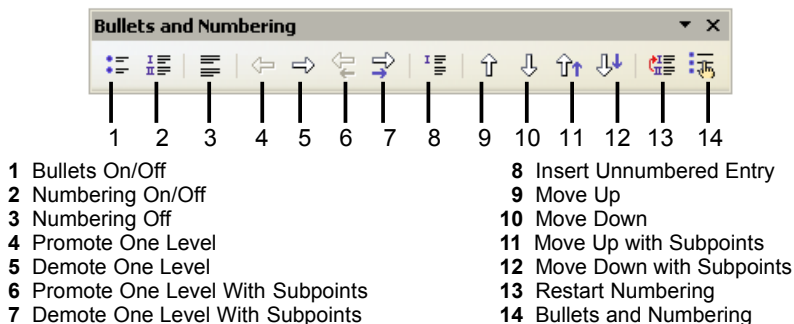 Bullets and Numbering
1 2 3 4 5 6 7 8 9 10 11 12 13 14
1 Bullets On/Off
2 Numbering On/Off
3 Numbering Off
4 Promote One Level
5 Demote One Level
6 Promote One Level With Subpoints
7 Demote One Level With Subpoints
8 Insert Unnumbered Entry
9 Move Up
10 Move Down
11 Move Up with Subpoints
12 Move Down with Subpoints
13 Restart Numbering
14 Bullets and Numbering